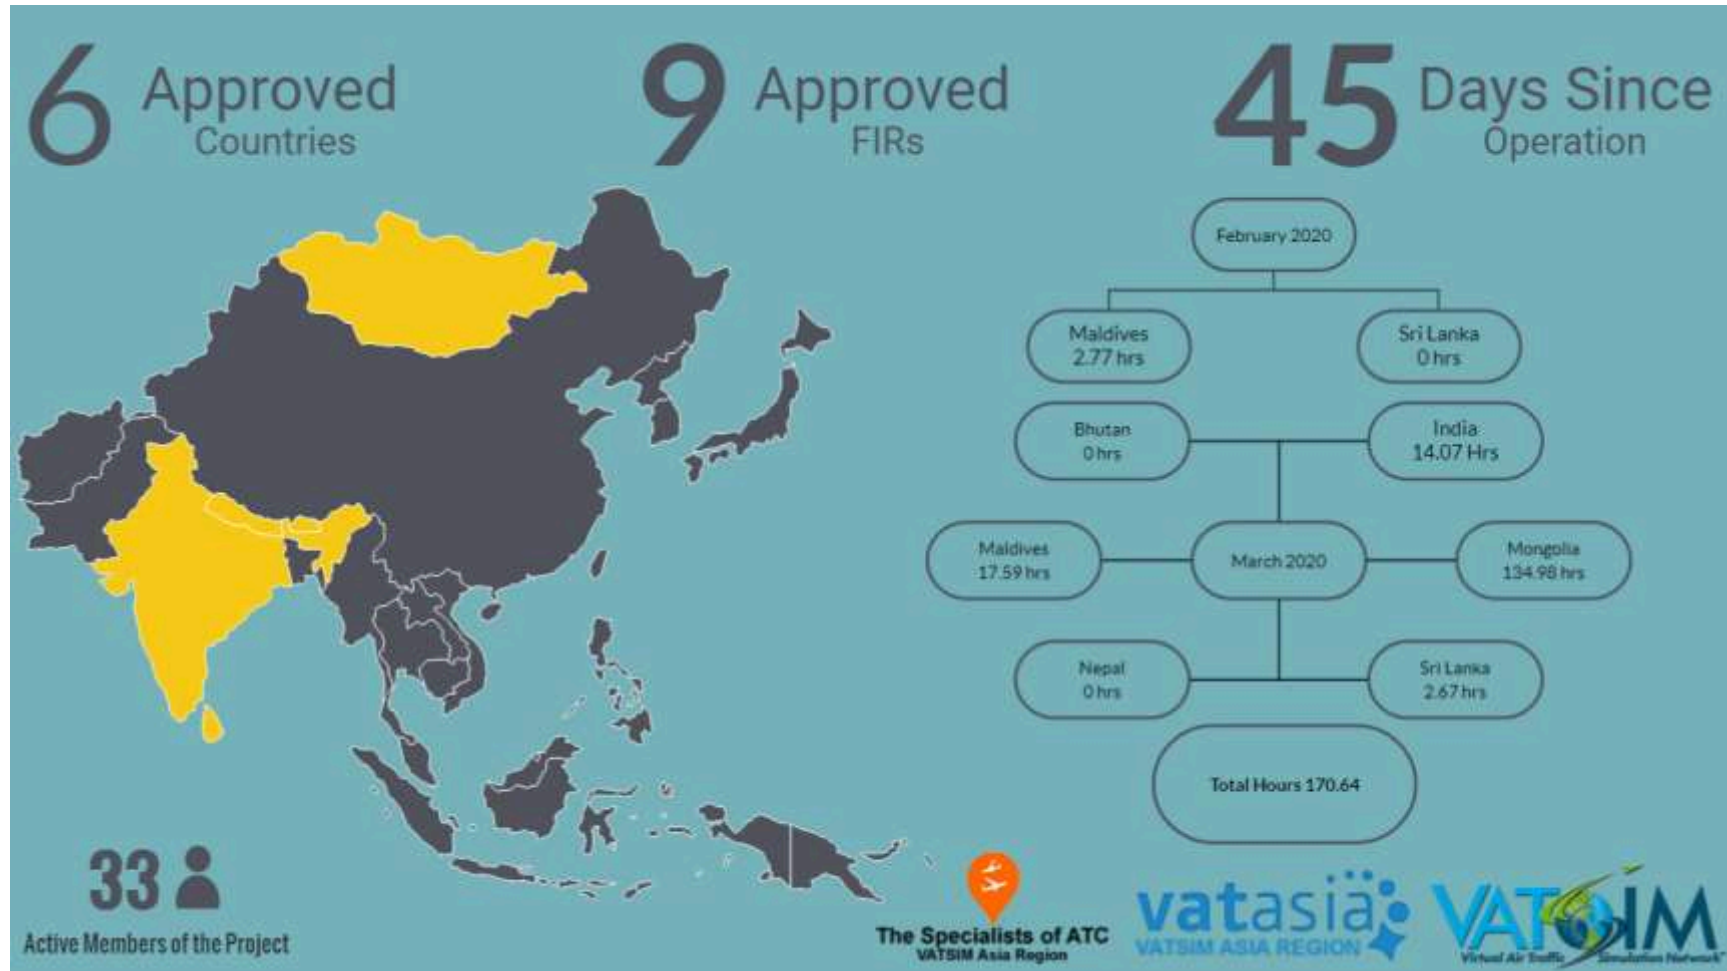 6 Approved
Countries
9 Approved
FIRs
45 Days Since
Operation
February 2020
Maldives
2.77 hrs
Sri Lanka
0 hrs
Bhutan
0 hrs
India
14.07 Hrs
Maldives
17.59 hrs
March 2020
Mongolia
134.98 hrs
Nepal
0 hrs
Sri Lanka
2.67 hrs
Total Hours 170.64
33
Active Members of the Project
The Specialists of ATC
VATSIM Asia Region
vatasia
VATSIM ASIA REGION
VATSIM
Virtual Air Traffic Simulation Network